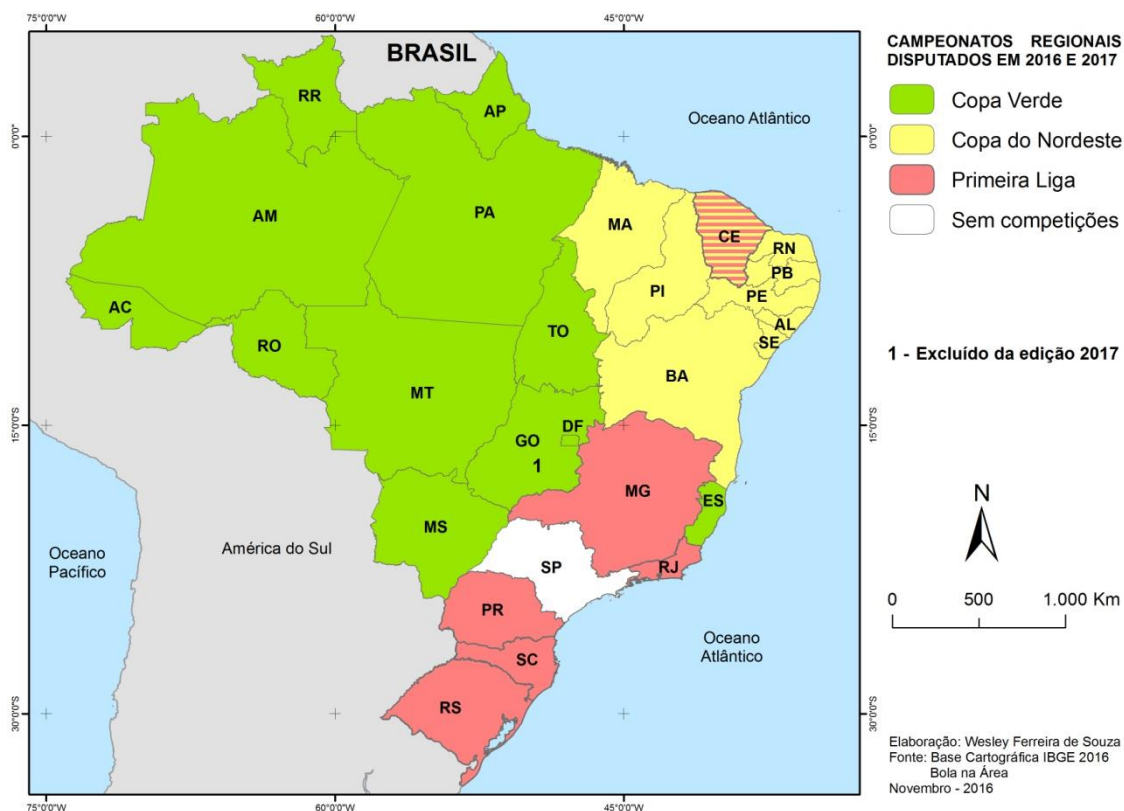 75°0'0"W
60°0'0"W
45°0'0"W
BRASIL
RR
AP
Oceano Atlântico
0°0'0"
0°0'0"
AM
PA
MA
CE
RN
PB
PI
PE
AL
SE
AC
RO
TO
MT
BA
15°0'0"S
15°0'0"S
GO
DF
1
MG
ES
MS
SP
RJ
Oceano
Pacífico
América do Sul
PR
SC
RS
Oceano
Atlântico
30°0'0"S
30°0'0"S
75°0'0"W
60°0'0"W
45°0'0"W
CAMPEONATOS REGIONAIS
DISPUTADOS EM 2016 E 2017
Copa Verde
Copa do Nordeste
Primeira Liga
Sem competições
1 - Excluído da edição 2017
N
0 500 1.000 Km
Elaboração: Wesley Ferreira de Souza
Fonte: Base Cartográfica IBGE 2016
Bola na Área
Novembro - 2016